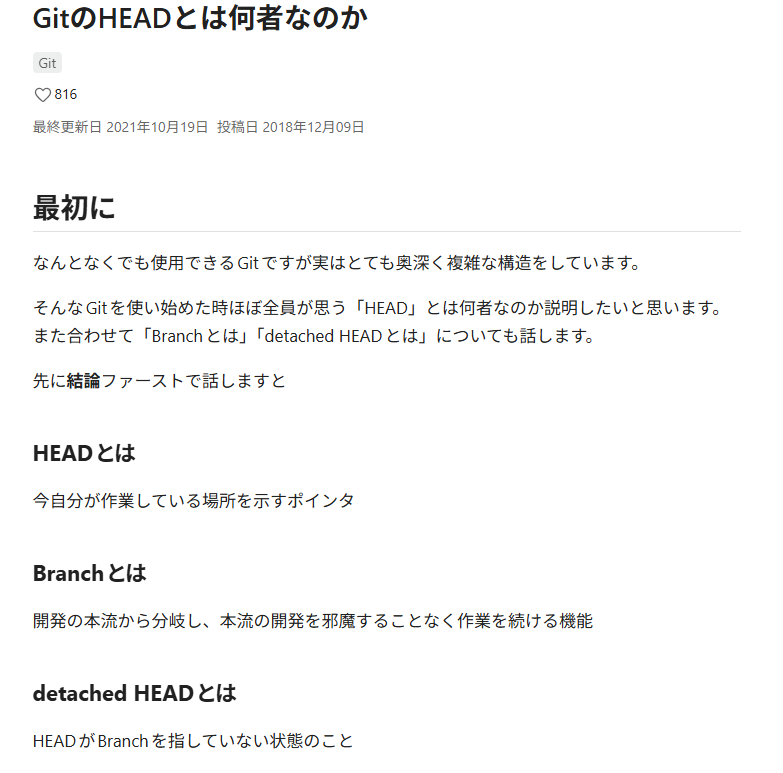 GitのHEADとは何者なのか
Git
816
最終更新日 2021年10月19日 投稿日 2018年12月09日
最初に
なんとなくでも使用できるGitですが実はとても奥深く複雑な構造をしています。
そんなGitを使い始めた時ほぼ全員が思う「HEAD」とは何者なのか説明したいと思います。
また合わせて「Branchとは」「detached HEADとは」についても話します。
先に結論ファーストで話しますと
HEADとは
今自分が作業している場所を示すポインタ
Branchとは
開発の本流から分岐し、本流の開発を邪魔することなく作業を続ける機能
detached HEADとは
HEADがBranchを指していない状態のこと